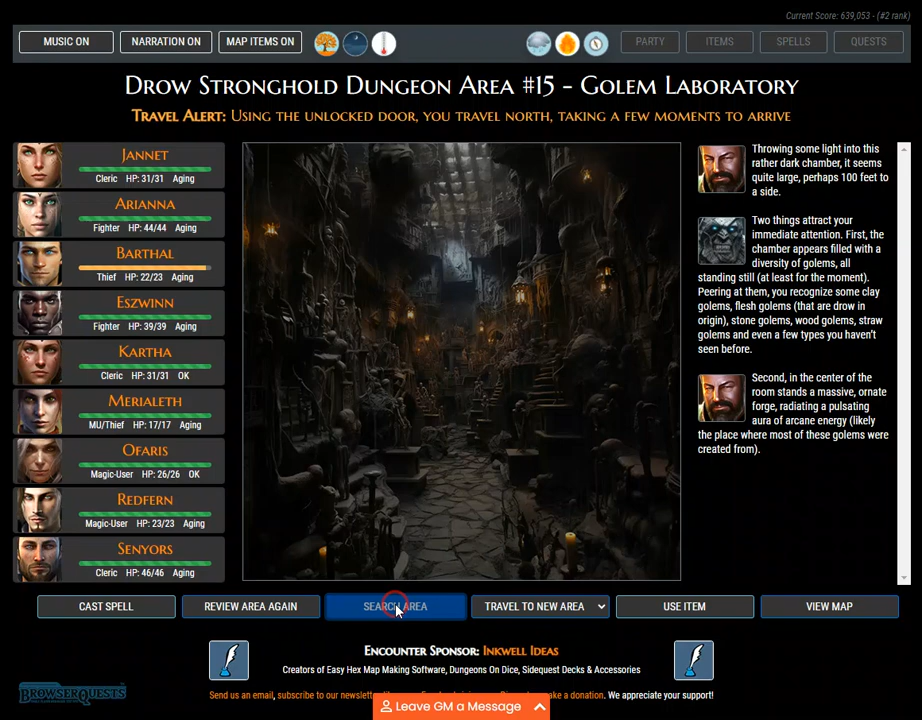 Current Score: 639,053 - (#2 rank)
MUSIC ON
NARRATION ON
MAP ITEMS ON
PARTY
ITEMS
SPELLS
QUESTS
Drow Stronghold Dungeon Area #15 - Golem Laboratory
Travel Alert: Using the unlocked door, you travel north, taking a few moments to arrive
Jannet
Cleric HP: 31/31 Aging
Arianna
Fighter HP: 44/44 Aging
Barthal
Thief HP: 22/23 Aging
Eszwinn
Fighter HP: 39/39 Aging
Kartha
Cleric HP: 31/31 OK
Merialeth
MU/Thief HP: 17/17 Aging
Ofaris
Magic-User HP: 26/26 OK
Redfern
Magic-User HP: 23/23 Aging
Senyors
Cleric HP: 46/46 Aging
Throwing some light into this
rather dark chamber, it seems
quite large, perhaps 100 feet to
a side.
Two things attract your
immediate attention. First, the
chamber appears filled with a
diversity of golems, all
standing still (at least for the moment).
Peering at them, you recognize some clay
golems, flesh golems (that are drow in
origin), stone golems, wood golems, straw
golems and even a few types you haven't
seen before.
Second, in the center of the
room stands a massive, ornate
forge, radiating a pulsating
aura of arcane energy (likely
the place where most of these golems were
created from).
CAST SPELL
REVIEW AREA AGAIN
SEARCH AREA
TRAVEL TO NEW AREA
USE ITEM
VIEW MAP
Encounter Sponsor: Inkwell Ideas
Creators of Easy Hex Map Making Software, Dungeons On Dice, Sidequest Decks & Accessories
BrowserQuests
Send us an email, subscribe to our newsletter, make a donation. We appreciate your support!
Leave GM a Message